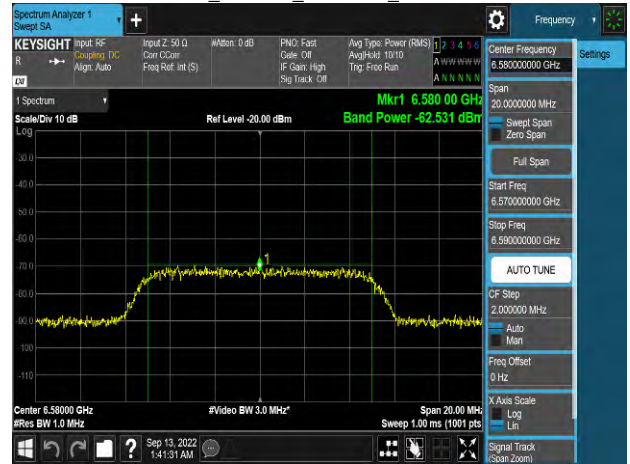 Spectrum Analyzer 1
Swept SA
Frequency
KEYSIGHT
R
LXI
Input: RF
Coupling: DC
Align: Auto
Input Z: 50 Ω
Corr CCorr
Freq Ref: Int (S)
#Atten: 0 dB
PNO: Fast
Gate: Off
IF Gain: High
Sig Track: Off
Avg Type: Power (RMS)
Avg|Hold: 10/10
Trig: Free Run
1 2 3 4 5 6
A W W W W W
A N N N N N
1 Spectrum
Scale/Div 10 dB
Log
Ref Level -20.00 dBm
Mkr1 6.580 00 GHz
Band Power -62.531 dBm
-30.0
-40.0
-50.0
-60.0
-70.0
-80.0
-90.0
-100
-110
1
Center 6.58000 GHz
#Res BW 1.0 MHz
#Video BW 3.0 MHz*
Span 20.00 MHz
Sweep 1.00 ms (1001 pts
Sep 13, 2022
1:41:31 AM
Center Frequency
6.580000000 GHz
Settings
Span
20.0000000 MHz
Swept Span
Zero Span
Full Span
Start Freq
6.570000000 GHz
Stop Freq
6.590000000 GHz
AUTO TUNE
CF Step
2.000000 MHz
Auto
Man
Freq Offset
0 Hz
X Axis Scale
Log
Lin
Signal Track
(Span Zoom)